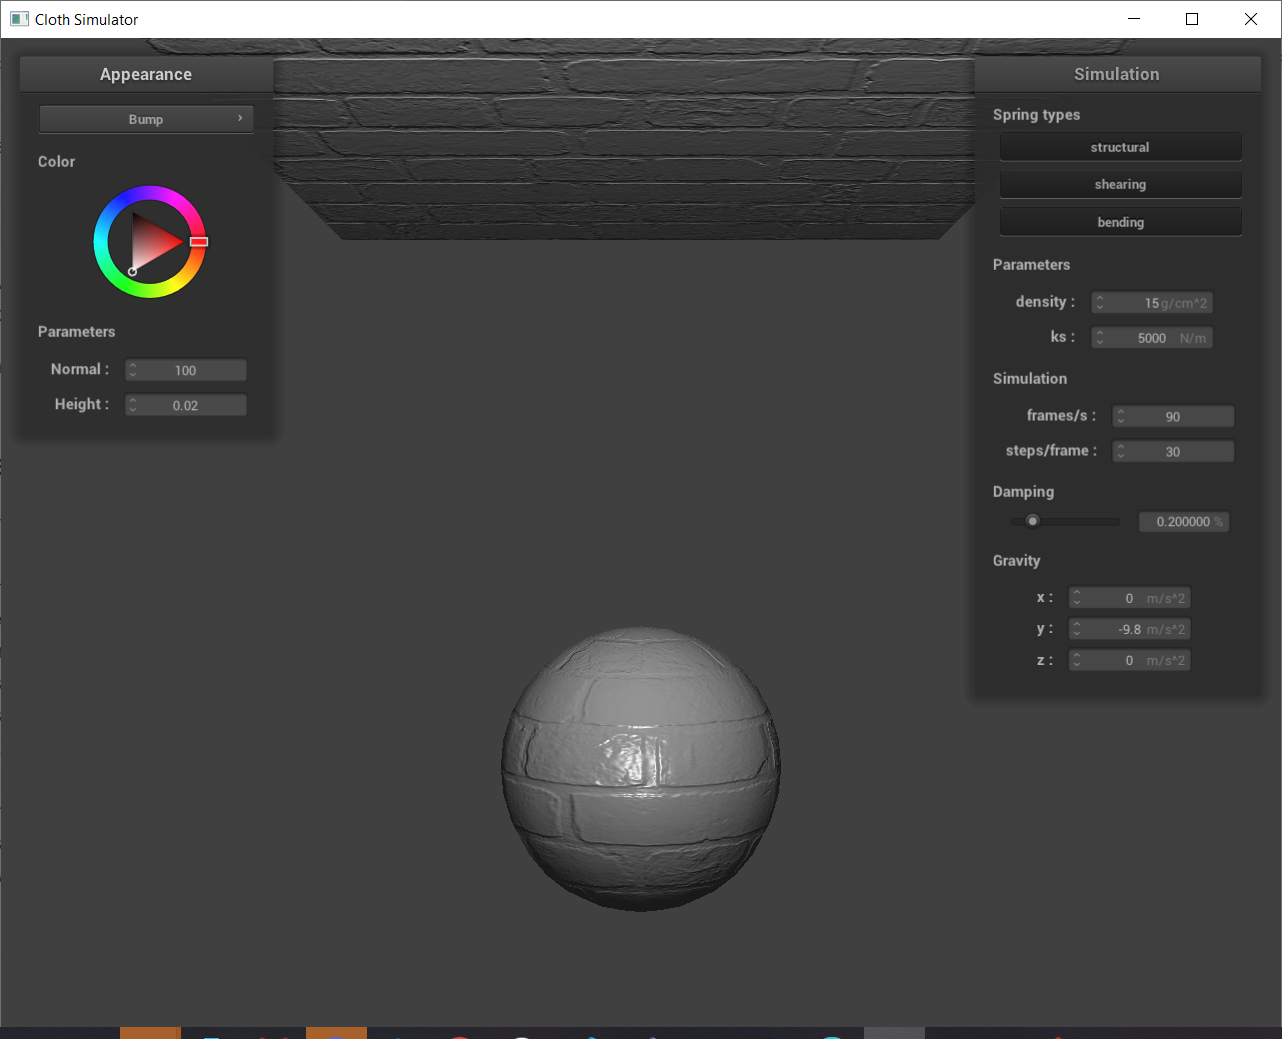 Cloth Simulator
Appearance
Bump
Color
Parameters
Normal : 100
Height : 0.02
Simulation
Spring types
structural
shearing
bending
Parameters
density : 15 g/cm^2
ks : 5000 N/m
Simulation
frames/s : 90
steps/frame : 30
Damping
0.200000 %
Gravity
x : 0 m/s^2
y : -9.8 m/s^2
z : 0 m/s^2